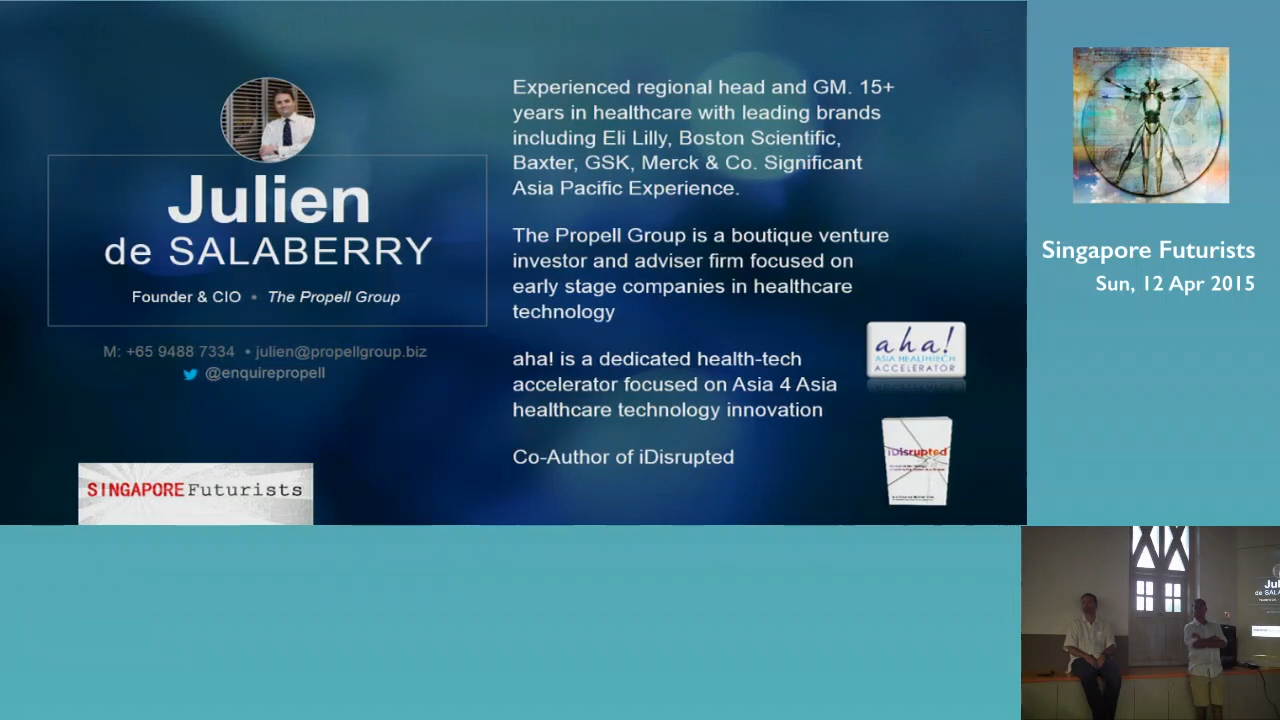 Julien
de SALABERRY
Founder & CIO • The Propell Group
M: +65 9488 7334 • julien@propellgroup.biz
@enquirepropell
SINGAPORE Futurists
Experienced regional head and GM. 15+
years in healthcare with leading brands
including Eli Lilly, Boston Scientific,
Baxter, GSK, Merck & Co. Significant
Asia Pacific Experience.
The Propell Group is a boutique venture
investor and adviser firm focused on
early stage companies in healthcare
technology
aha! is a dedicated health-tech
accelerator focused on Asia 4 Asia
healthcare technology innovation
Co-Author of iDisrupted
aha!
ASIA HEALTHTECH
ACCELERATOR
iDisrupted
Singapore Futurists
Sun, 12 Apr 2015